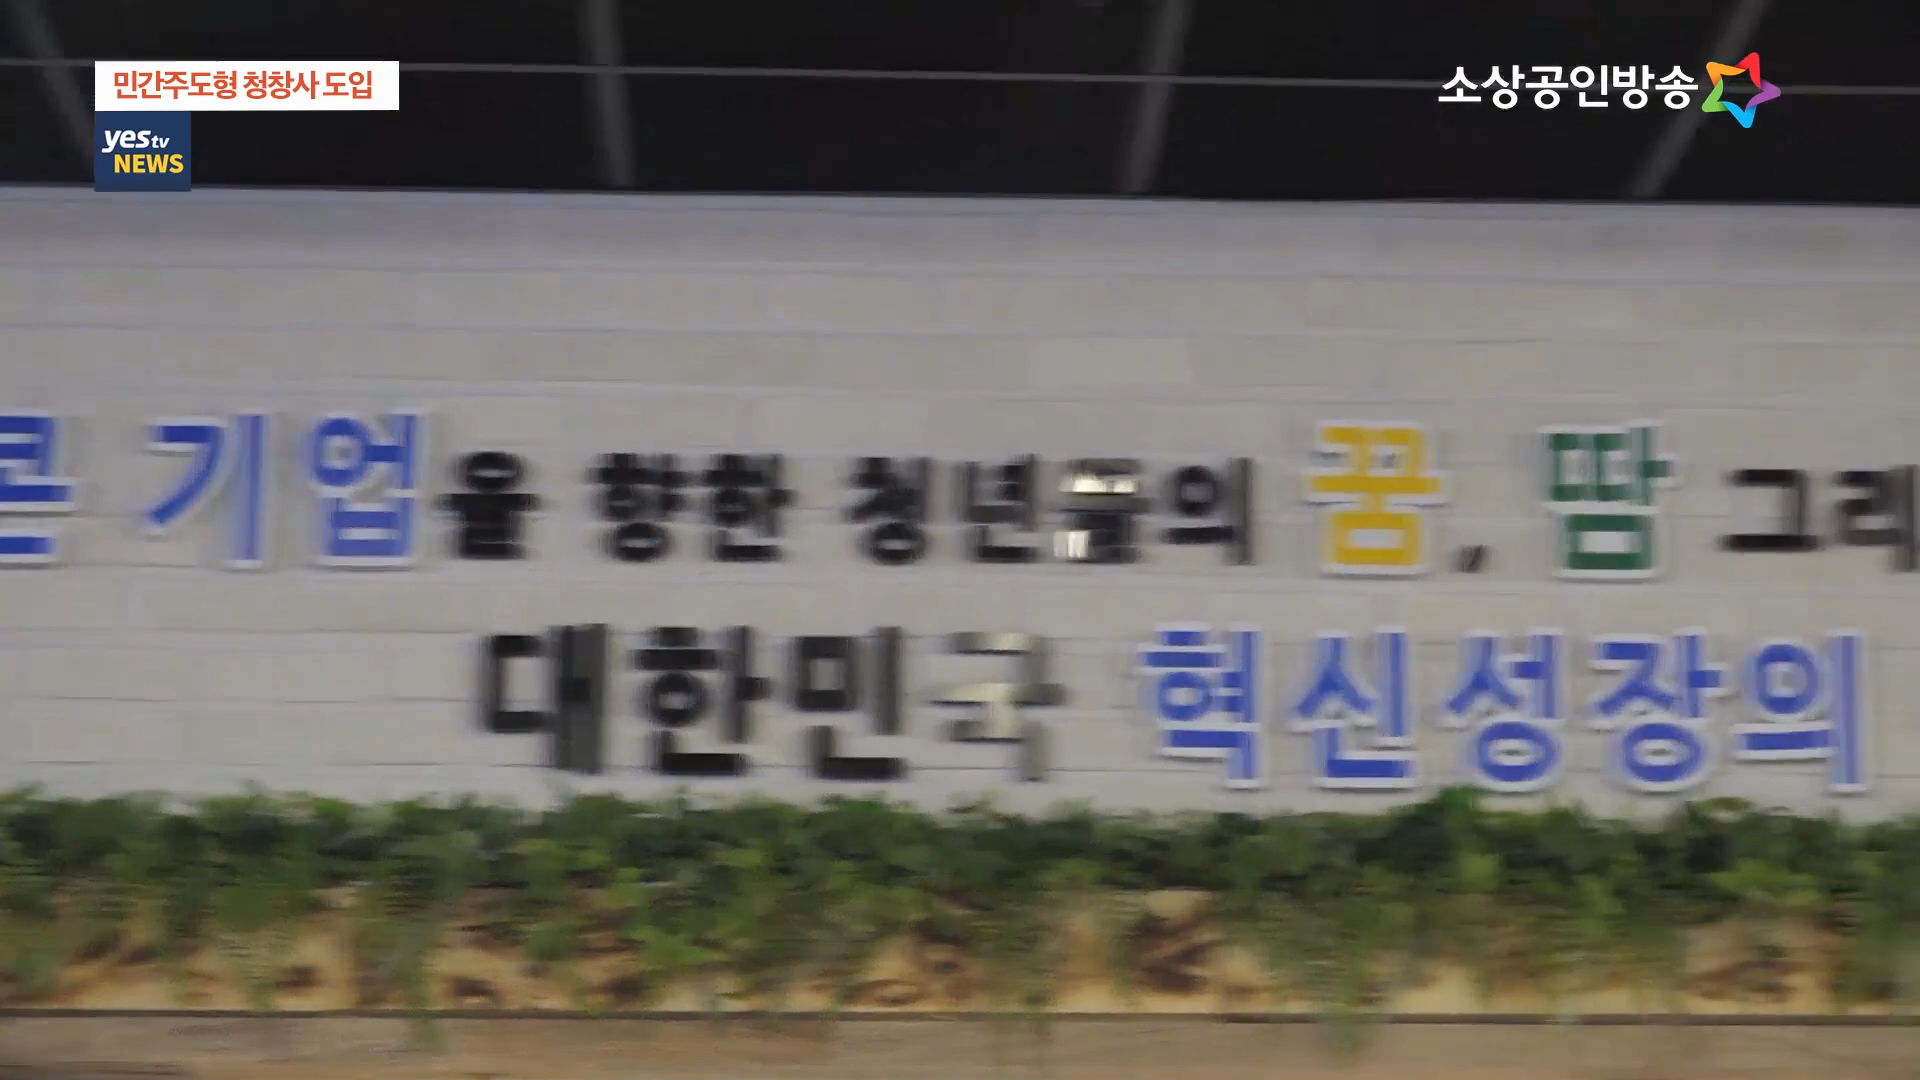 민간주도형 청창사 도입
소상공인방송
yes tv
NEWS
콘 기업을 향한 청년들의 꿈, 땀 그래
대한민국 혁신성장의